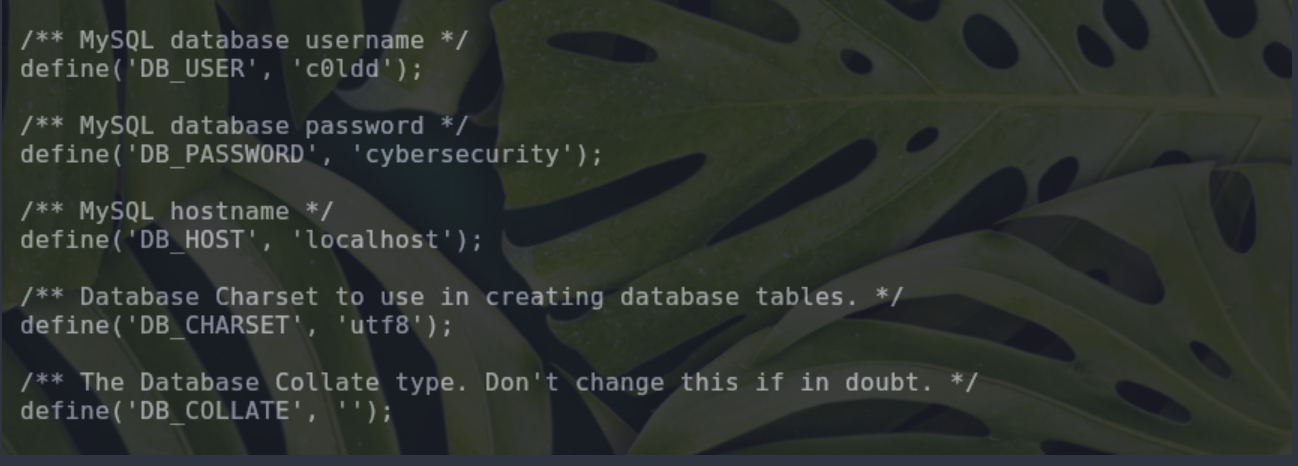 /** MySQL database username */
define('DB_USER', 'c0ldd');
/** MySQL database password */
define('DB_PASSWORD', 'cybersecurity');
/** MySQL hostname */
define('DB_HOST', 'localhost');
/** Database Charset to use in creating database tables. */
define('DB_CHARSET', 'utf8');
/** The Database Collate type. Don't change this if in doubt. */
define('DB_COLLATE', '');